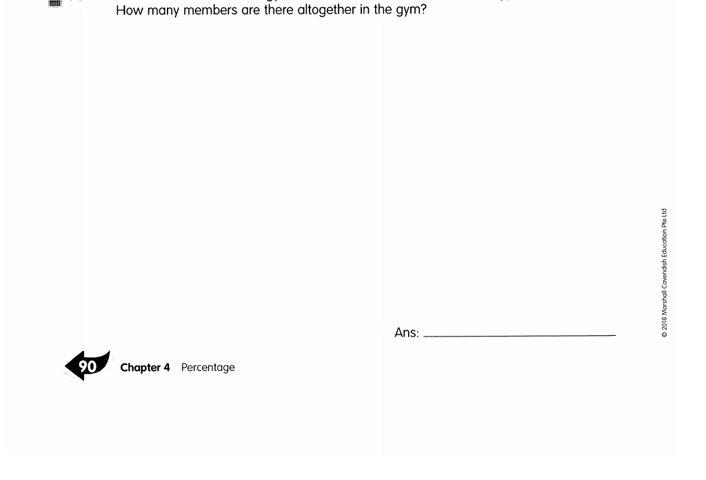 How many members are there altogether in the gym?
Ans:
90 Chapter 4 Percentage
© 2018 Marshall Cavendish Education Pte Ltd